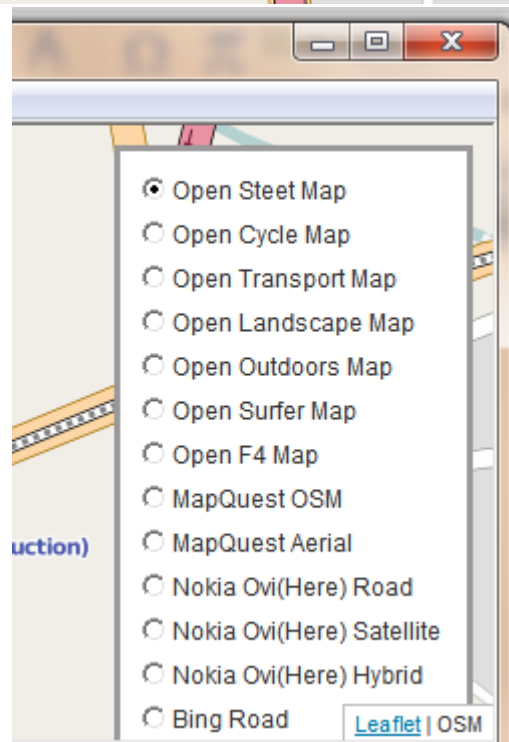 Open Steet Map
Open Cycle Map
Open Transport Map
Open Landscape Map
Open Outdoors Map
Open Surfer Map
Open F4 Map
MapQuest OSM
uction)
MapQuest Aerial
Nokia Ovi(Here) Road
Nokia Ovi(Here) Satellite
Nokia Ovi(Here) Hybrid
Bing Road
Leaflet | OSM